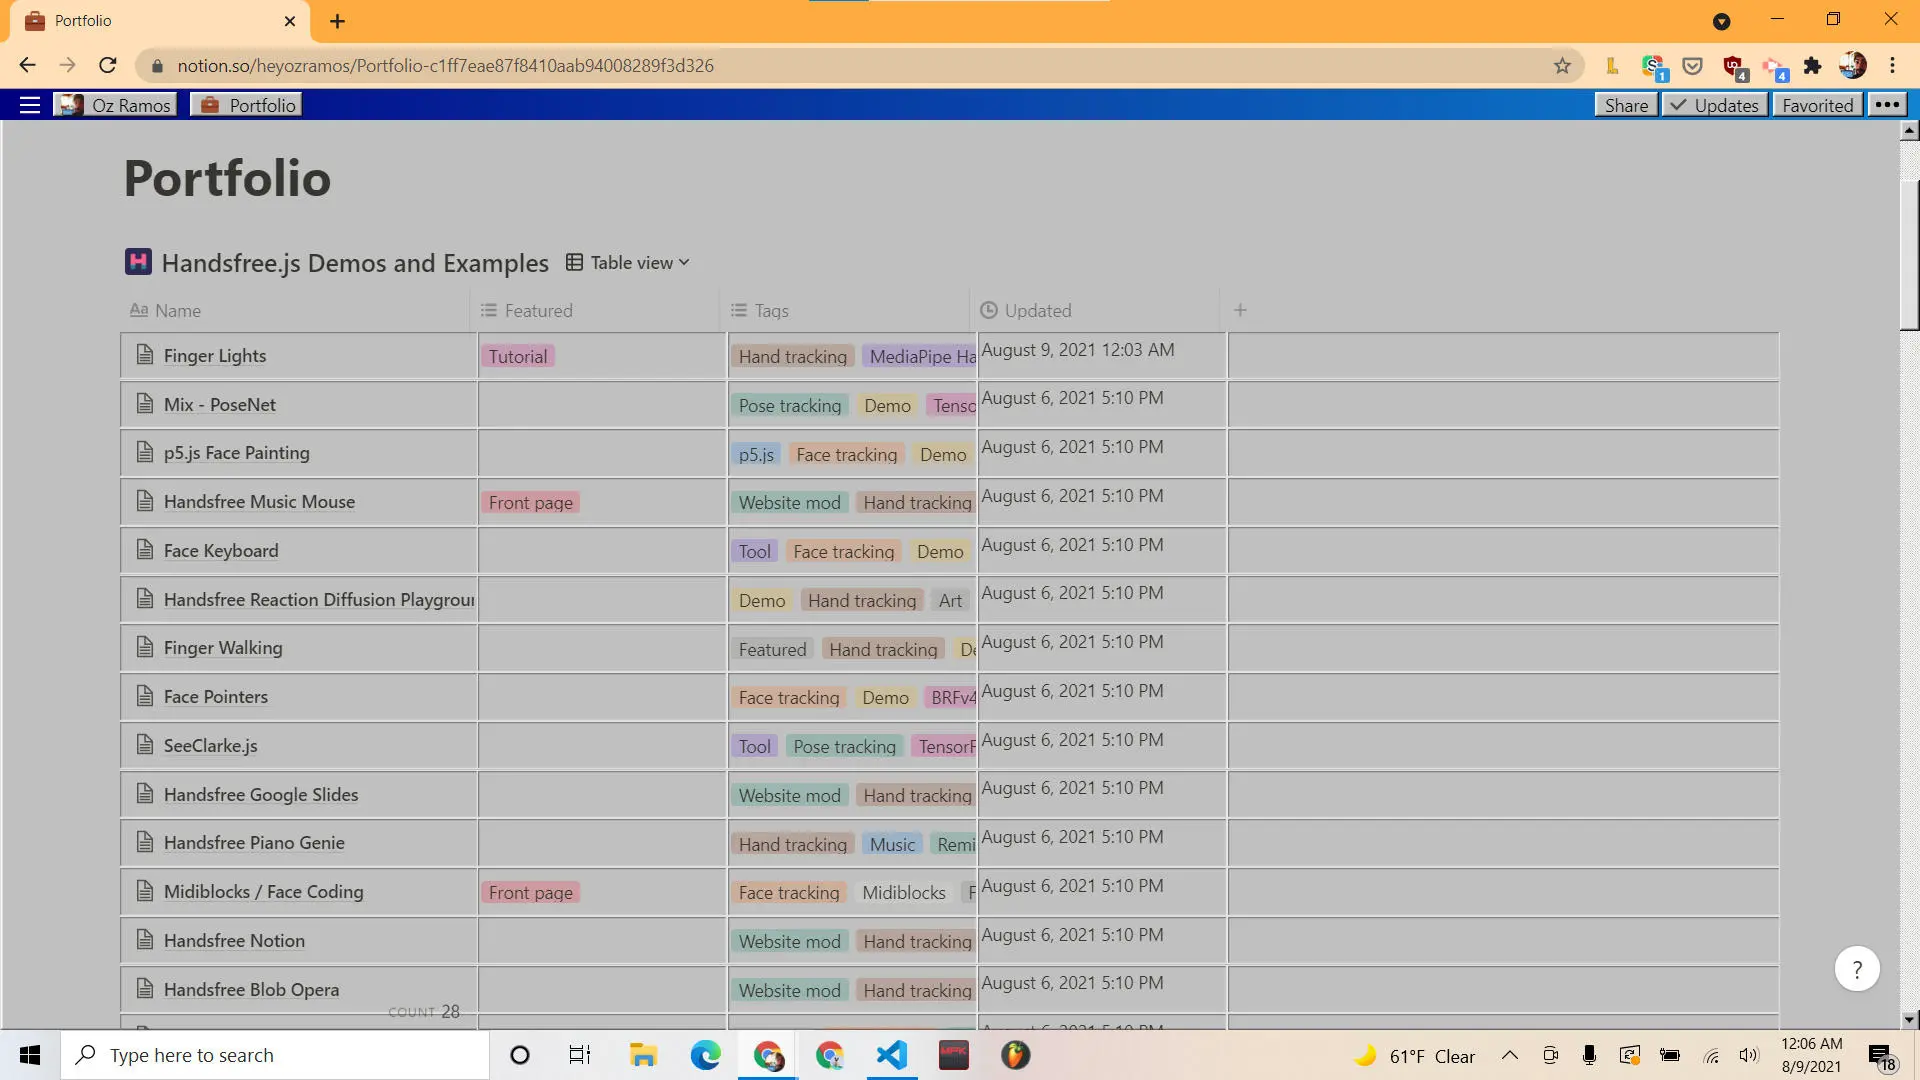 Portfolio
notion.so/heyozramos/Portfolio-c1ff7eae87f8410aab94008289f3d326
1 4 4
Oz Ramos Portfolio Share Updates Favorited
Portfolio
Handsfree.js Demos and Examples Table view
Aa Name Featured Tags Updated
Finger Lights Tutorial Hand tracking MediaPipe Ha August 9, 2021 12:03 AM
Mix - PoseNet Pose tracking Demo Tenso August 6, 2021 5:10 PM
p5.js Face Painting p5.js Face tracking Demo August 6, 2021 5:10 PM
Handsfree Music Mouse Front page Website mod Hand tracking August 6, 2021 5:10 PM
Face Keyboard Tool Face tracking Demo August 6, 2021 5:10 PM
Handsfree Reaction Diffusion Playgroun Demo Hand tracking Art August 6, 2021 5:10 PM
Finger Walking Featured Hand tracking De August 6, 2021 5:10 PM
Face Pointers Face tracking Demo BRFv4 August 6, 2021 5:10 PM
SeeClarke.js Tool Pose tracking TensorF August 6, 2021 5:10 PM
Handsfree Google Slides Website mod Hand tracking August 6, 2021 5:10 PM
Handsfree Piano Genie Hand tracking Music Remi August 6, 2021 5:10 PM
Midiblocks / Face Coding Front page Face tracking Midiblocks F August 6, 2021 5:10 PM
Handsfree Notion Website mod Hand tracking August 6, 2021 5:10 PM
Handsfree Blob Opera Website mod Hand tracking August 6, 2021 5:10 PM
COUNT 28
?
Type here to search 61°F Clear 12:06 AM
8/9/2021
18